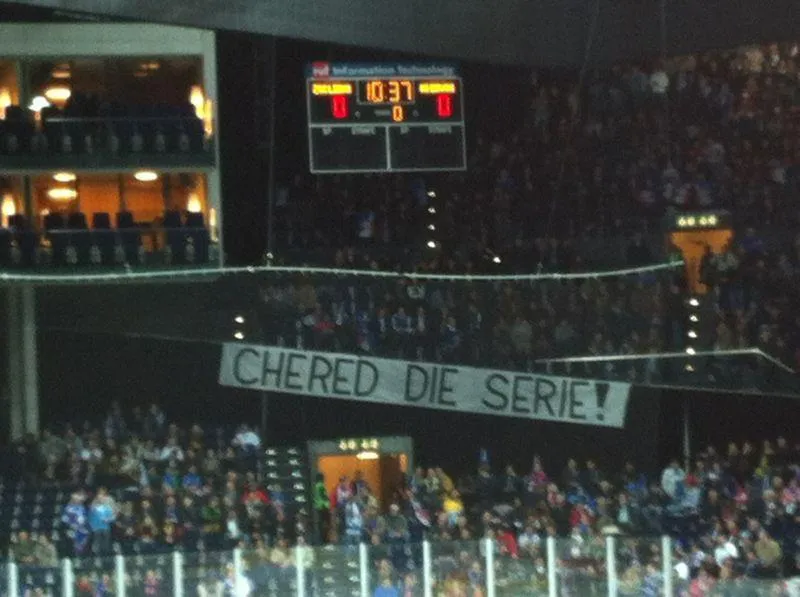 Information Technology
10:37
0 0 0
CHERED DIE SERIE!